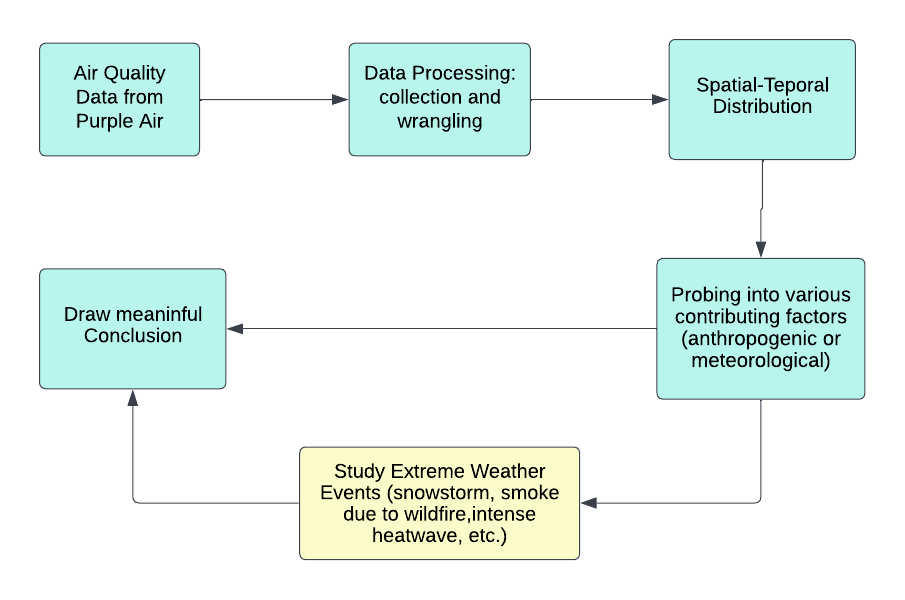 Air Quality
Data from
Purple Air
Data Processing:
collection and
wrangling
Spatial-Teporal
Distribution
Probing into various
contributing factors
(anthropogenic or
meteorological)
Draw meaninful
Conclusion
Study Extreme Weather
Events (snowstorm, smoke
due to wildfire,intense
heatwave, etc.)